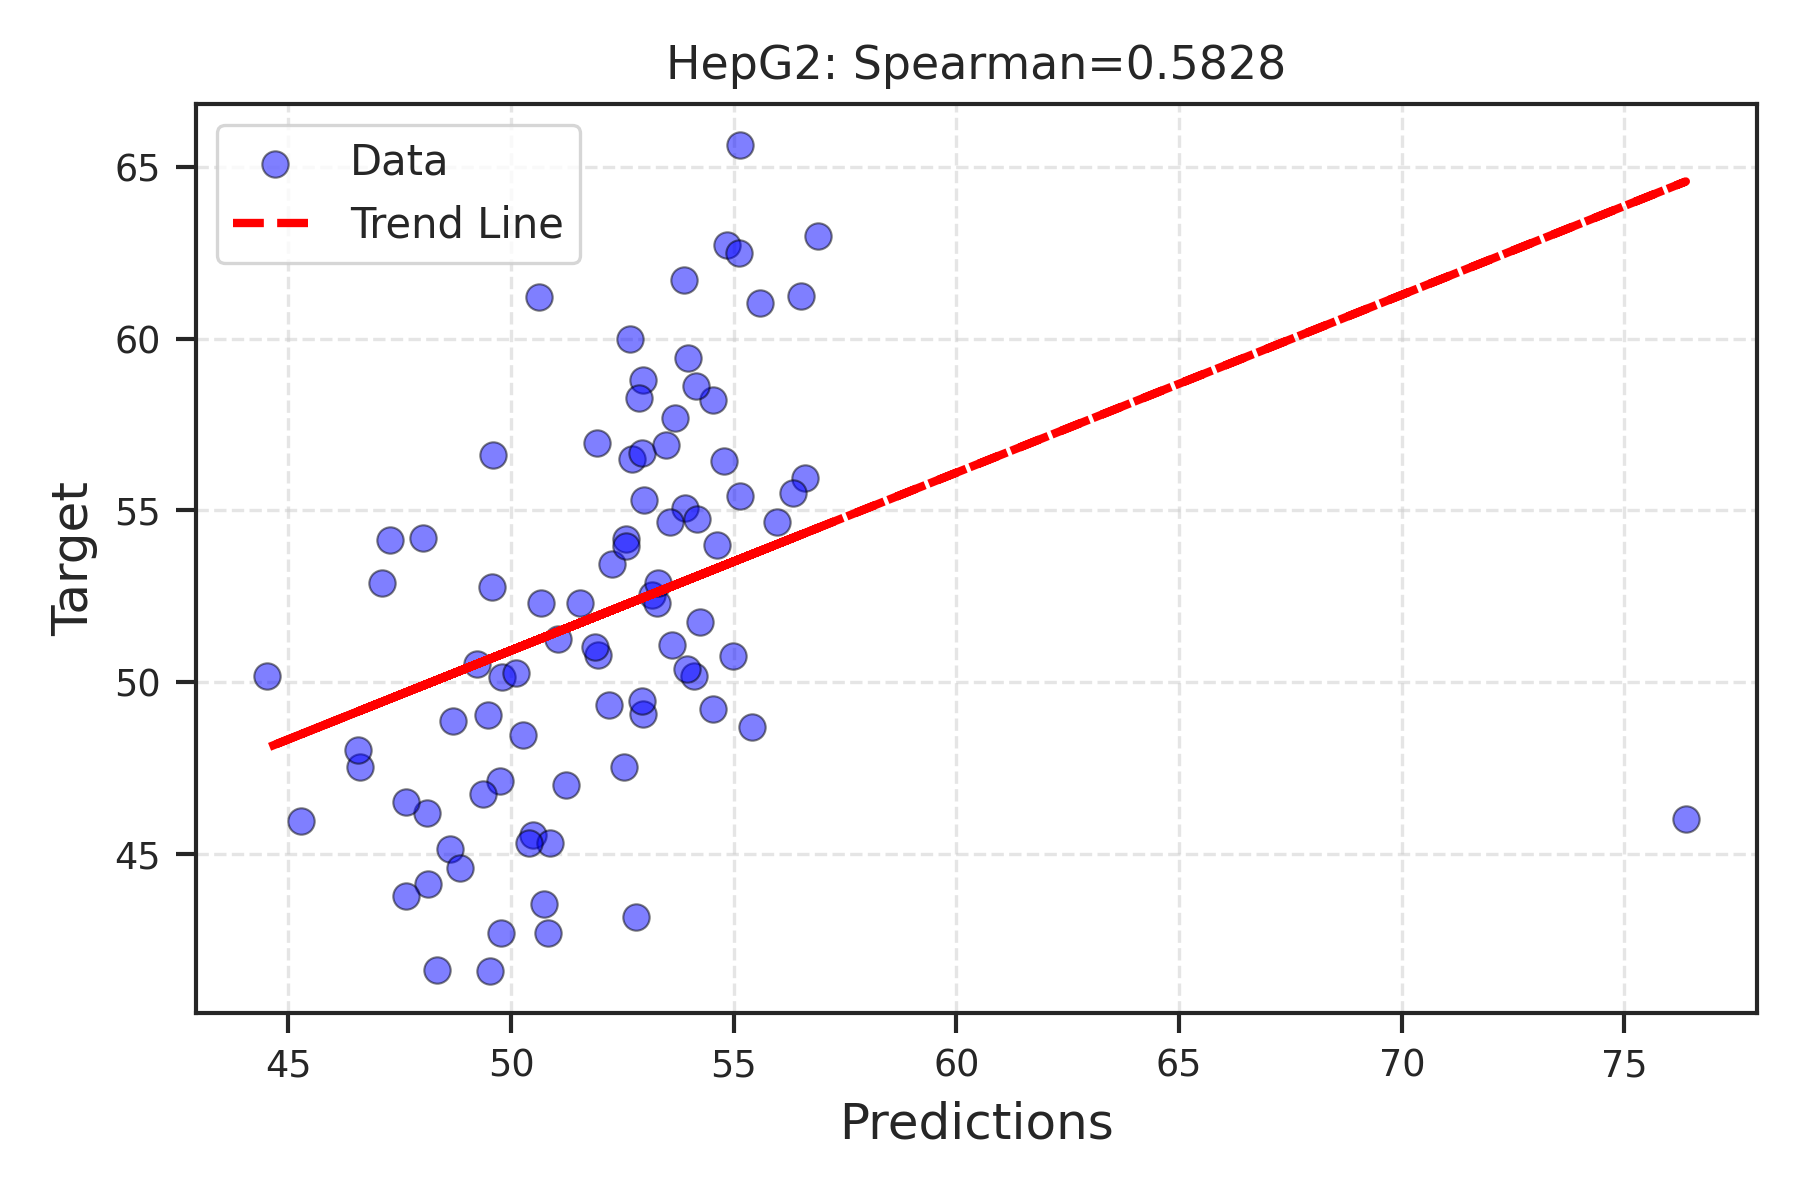 HepG2: Spearman=0.5828
Data
Trend Line
65
60
55
50
45
Target
45 50 55 60 65 70 75
Predictions